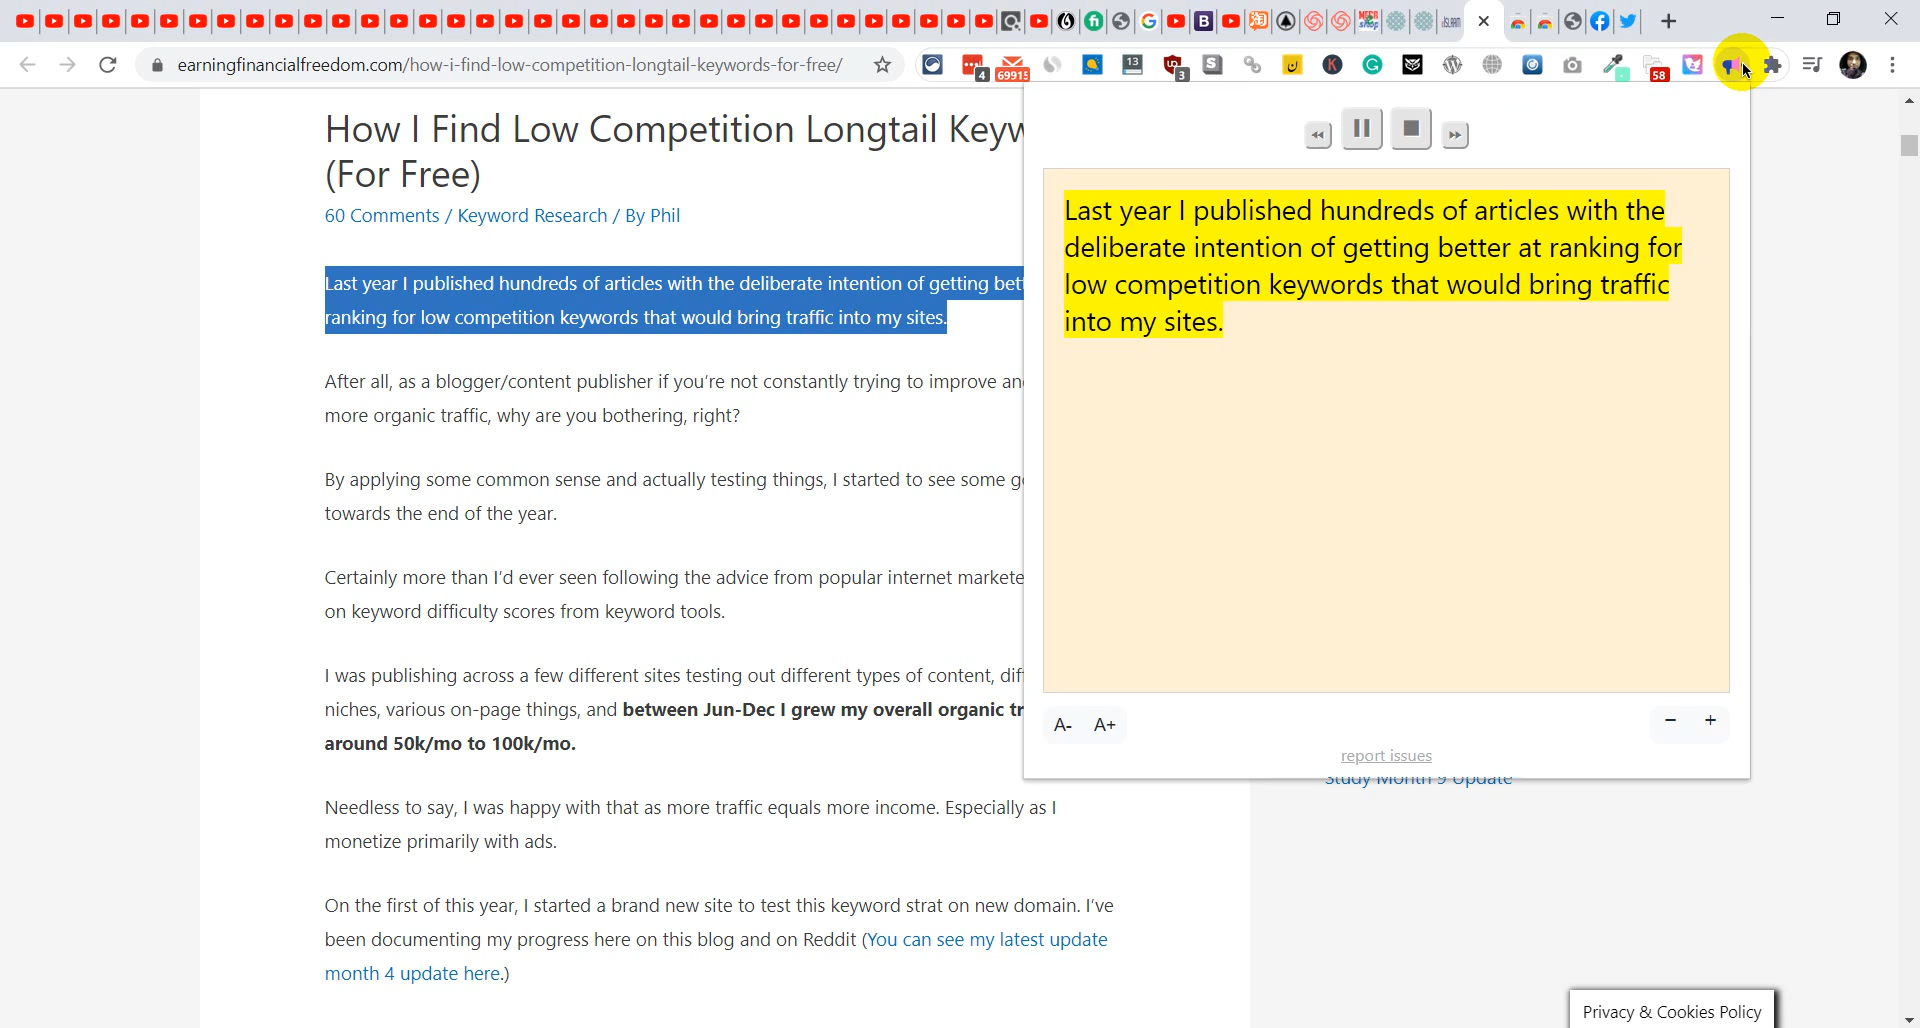 earningfinancialfreedom.com/how-i-find-low-competition-longtail-keywords-for-free/
4
69915
13
3
58
How I Find Low Competition Longtail Keyw
(For Free)
60 Comments / Keyword Research / By Phil
Last year I published hundreds of articles with the deliberate intention of getting bett
ranking for low competition keywords that would bring traffic into my sites.
After all, as a blogger/content publisher if you're not constantly trying to improve an
more organic traffic, why are you bothering, right?
By applying some common sense and actually testing things, I started to see some g
towards the end of the year.
Certainly more than I'd ever seen following the advice from popular internet markete
on keyword difficulty scores from keyword tools.
I was publishing across a few different sites testing out different types of content, dif
niches, various on-page things, and between Jun-Dec I grew my overall organic tr
around 50k/mo to 100k/mo.
Needless to say, I was happy with that as more traffic equals more income. Especially as I
monetize primarily with ads.
On the first of this year, I started a brand new site to test this keyword strat on new domain. I've
been documenting my progress here on this blog and on Reddit (You can see my latest update
month 4 update here.)
Last year I published hundreds of articles with the
deliberate intention of getting better at ranking for
low competition keywords that would bring traffic
into my sites.
A- A+
− +
report issues
Study Month 9 Update
Privacy & Cookies Policy